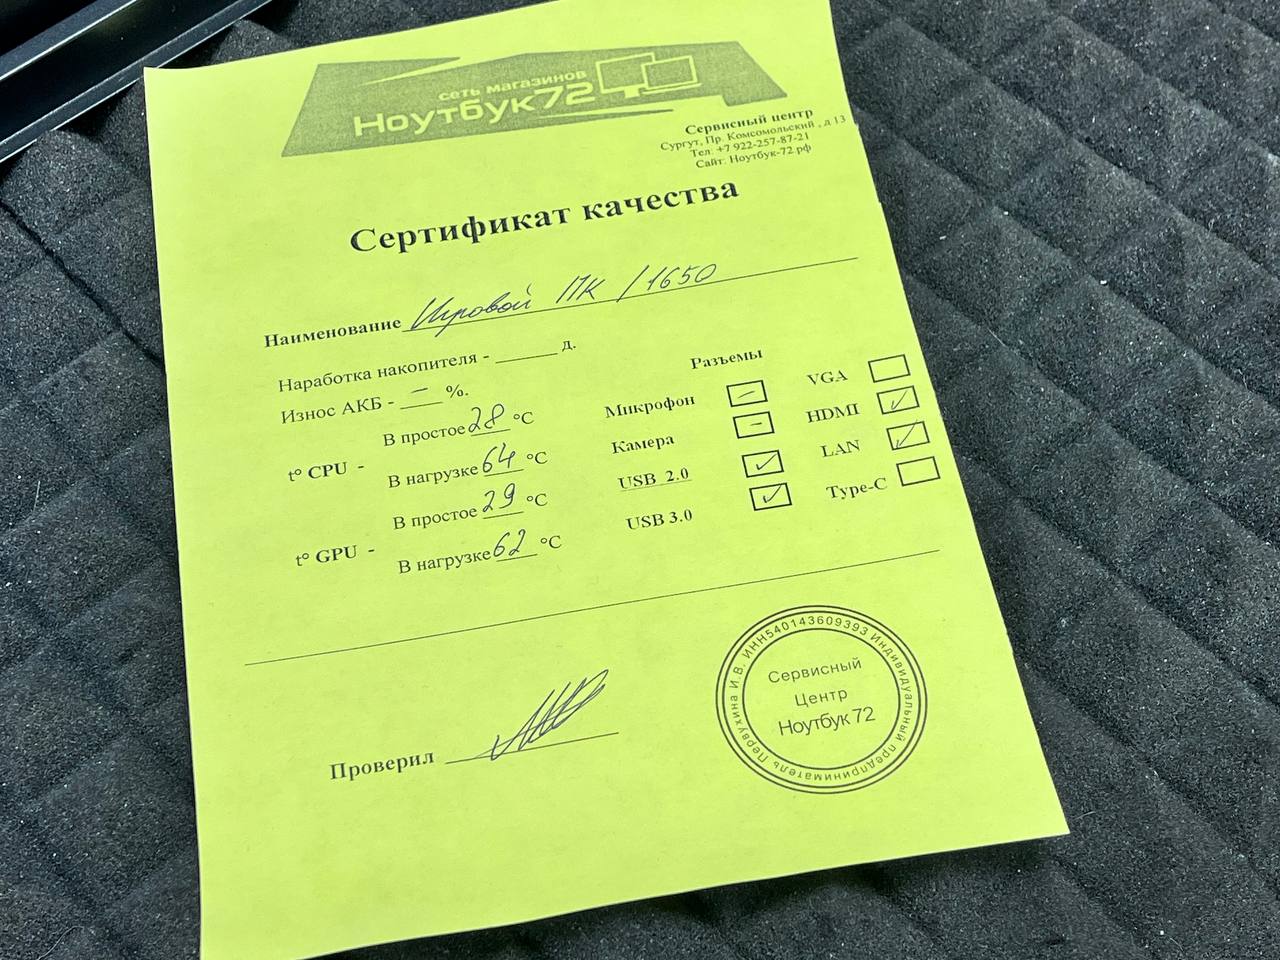 сеть магазинов
Ноутбук72
Сервисный центр
Сургут, Пр. Комсомольский , д 13
Тел: +7 922-257-87-21
Сайт: Ноутбук-72.рф
Сертификат качества
Наименование Игровой ПК / 1650
Наработка накопителя - ______ д.
Износ АКБ - — %.
t° CPU -
В простое 28 °C
В нагрузке 64 °C
t° GPU -
В простое 29 °C
В нагрузке 62 °C
Разъемы
Микрофон –
Камера –
USB 2.0 ✓
USB 3.0 ✓
VGA
HDMI ✓
LAN ✓
Type-C
Проверил
Индивидуальный предприниматель Первухина И.В. ИНН540143609393
Сервисный
Центр
Ноутбук 72